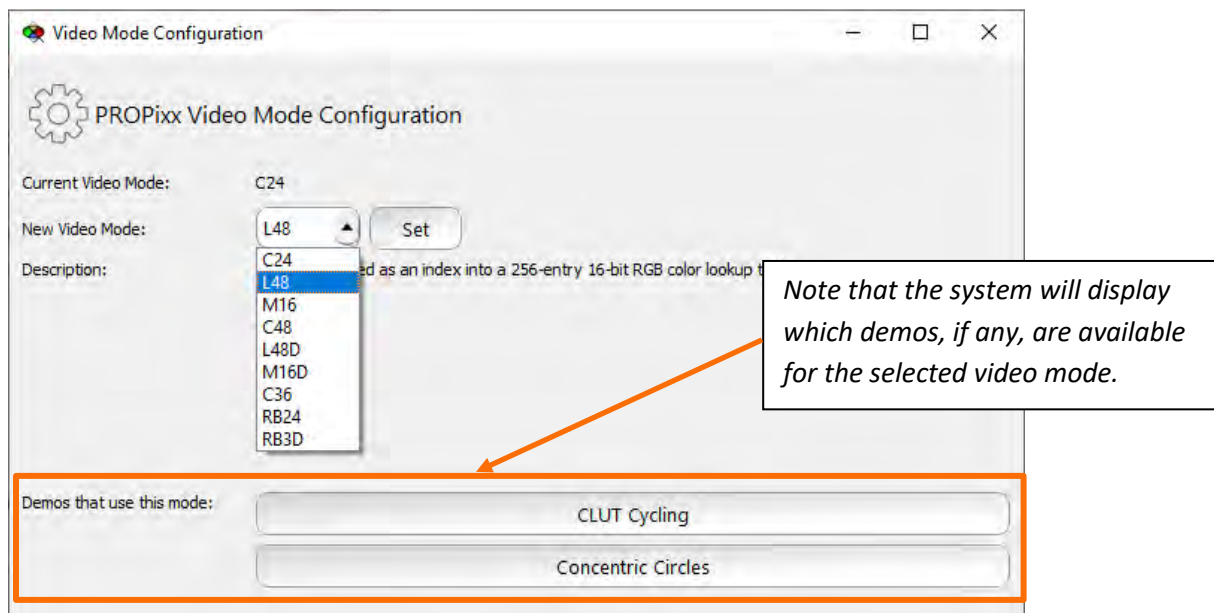 Video Mode Configuration
PROPixx Video Mode Configuration
Current Video Mode: C24
New Video Mode: L48 Set
Description: ed as an index into a 256-entry 16-bit RGB color lookup t
C24
L48
M16
C48
L48D
M16D
C36
RB24
RB3D
Note that the system will display
which demos, if any, are available
for the selected video mode.
Demos that use this mode: CLUT Cycling
Concentric Circles